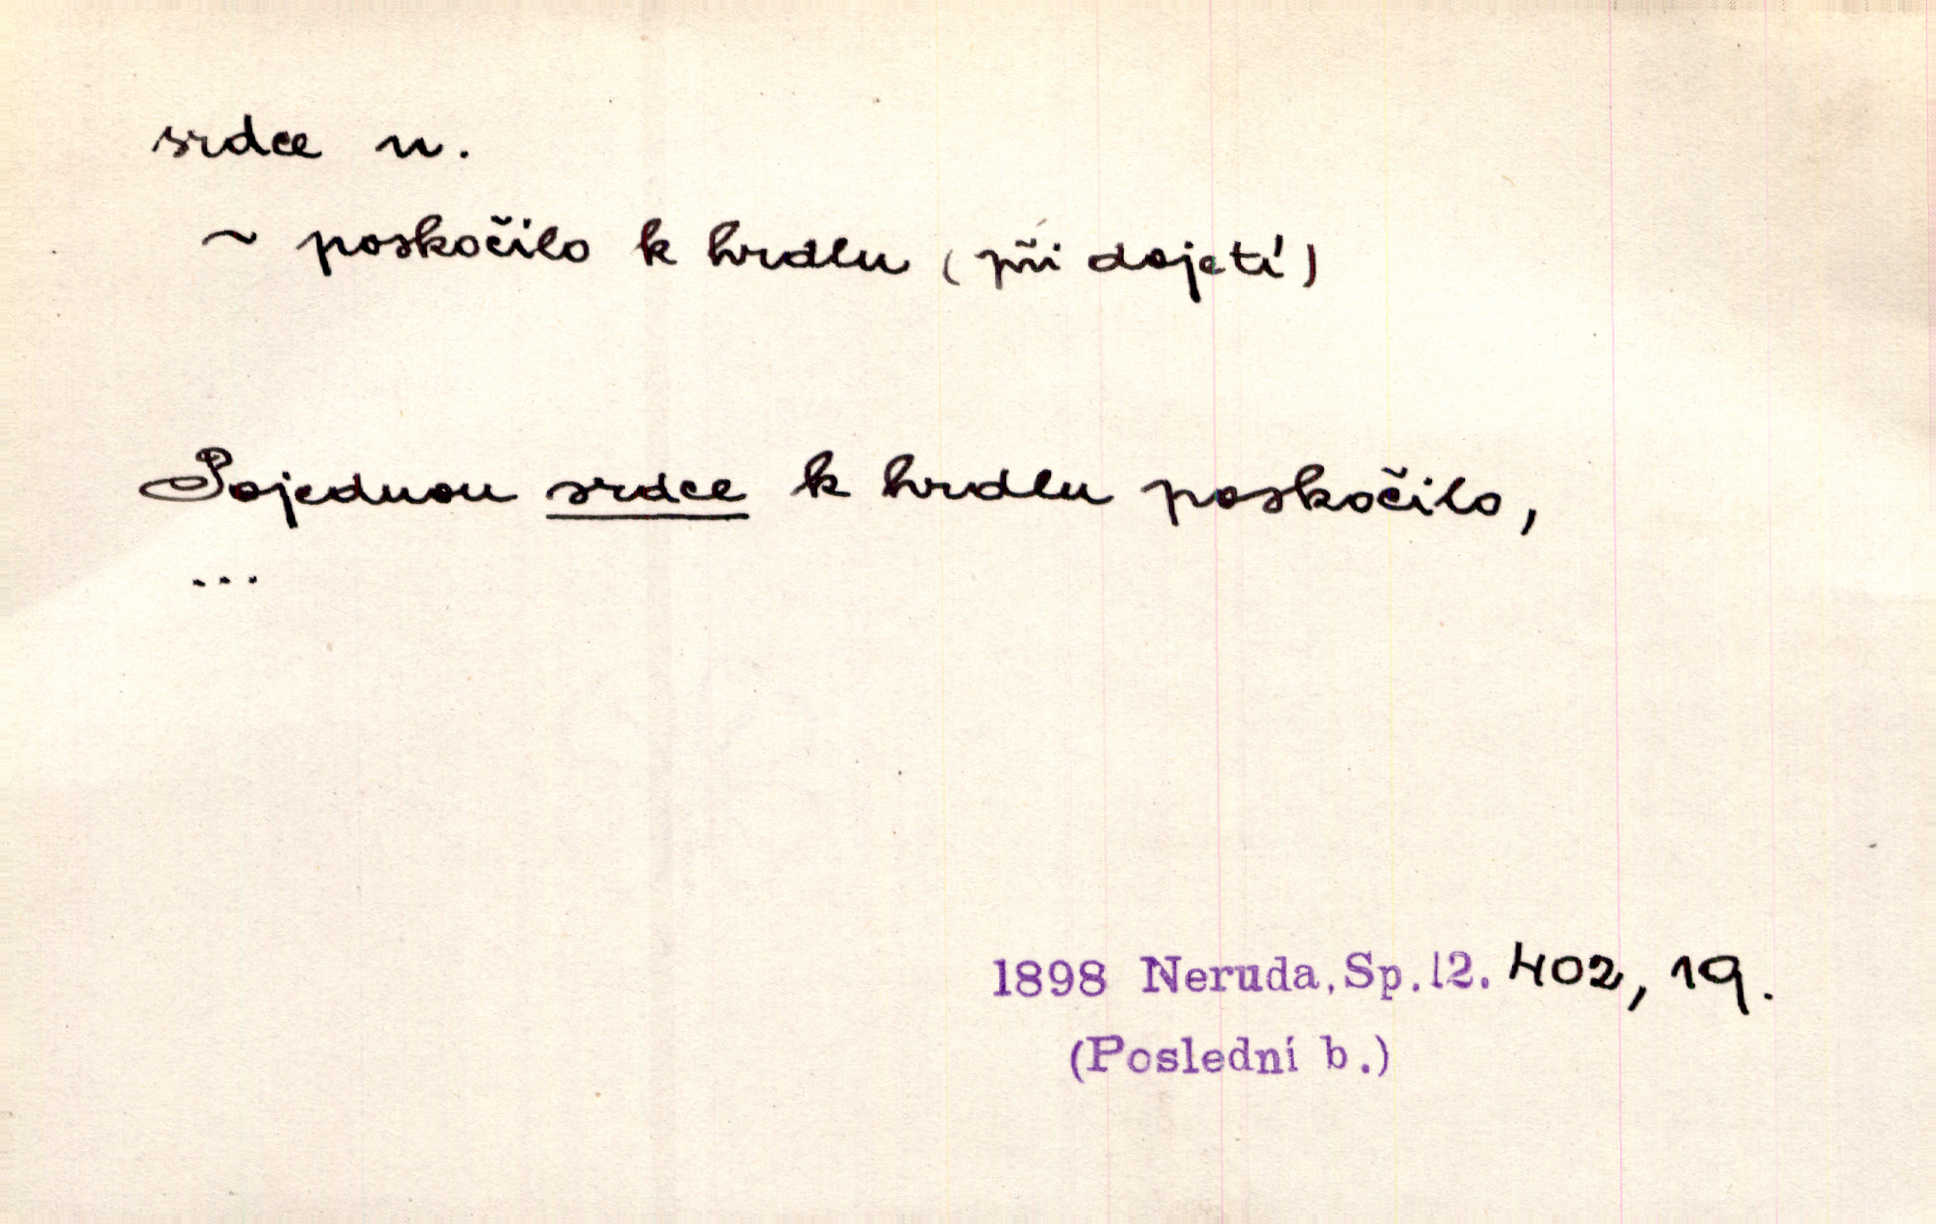 srdce n.
~ poskočilo k hrdlu (při dojetí)
Pojednou srdce k hrdlu poskočilo,
...
1898 Neruda, Sp.12. 402, 19.
(Poslední b.)